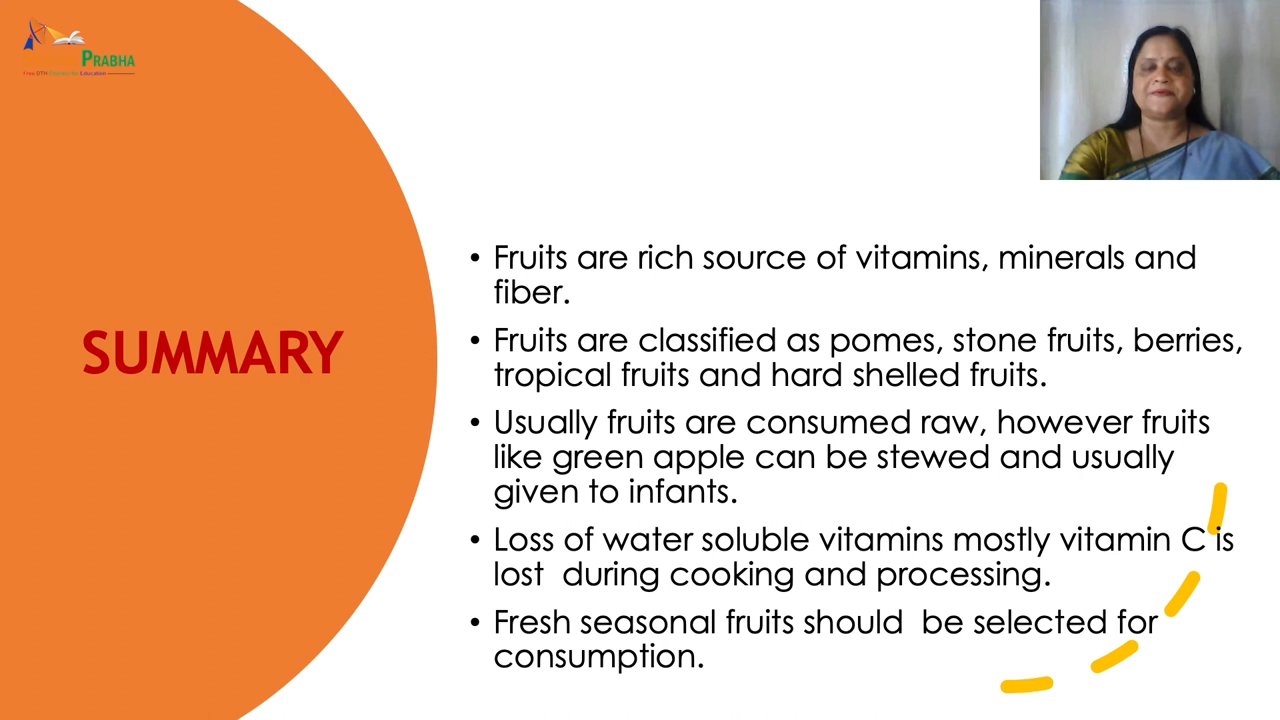 PRABHA
SUMMARY
• Fruits are rich source of vitamins, minerals and
fiber.
• Fruits are classified as pomes, stone fruits, berries,
tropical fruits and hard shelled fruits.
• Usually fruits are consumed raw, however fruits
like green apple can be stewed and usually
given to infants.
• Loss of water soluble vitamins mostly vitamin C is
lost during cooking and processing.
• Fresh seasonal fruits should be selected for
consumption.